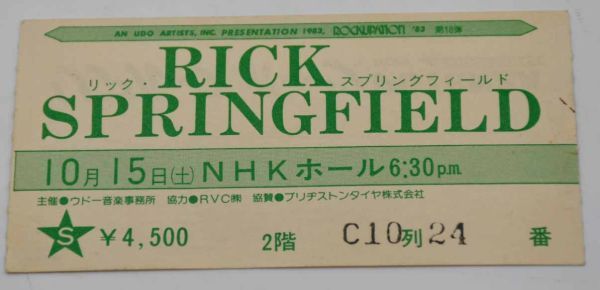 AN UDO ARTISTS, INC. PRESENTATION 1983, ROCKUPATION '83 第18弾
リック・ RICK スプリングフィールド
SPRINGFIELD
10月15日(土) NHKホール 6:30 p.m.
主催●ウドー音楽事務所 協力●RVC㈱ 協賛●ブリヂストンタイヤ株式会社
S ¥4,500 2階 C10列 24 番